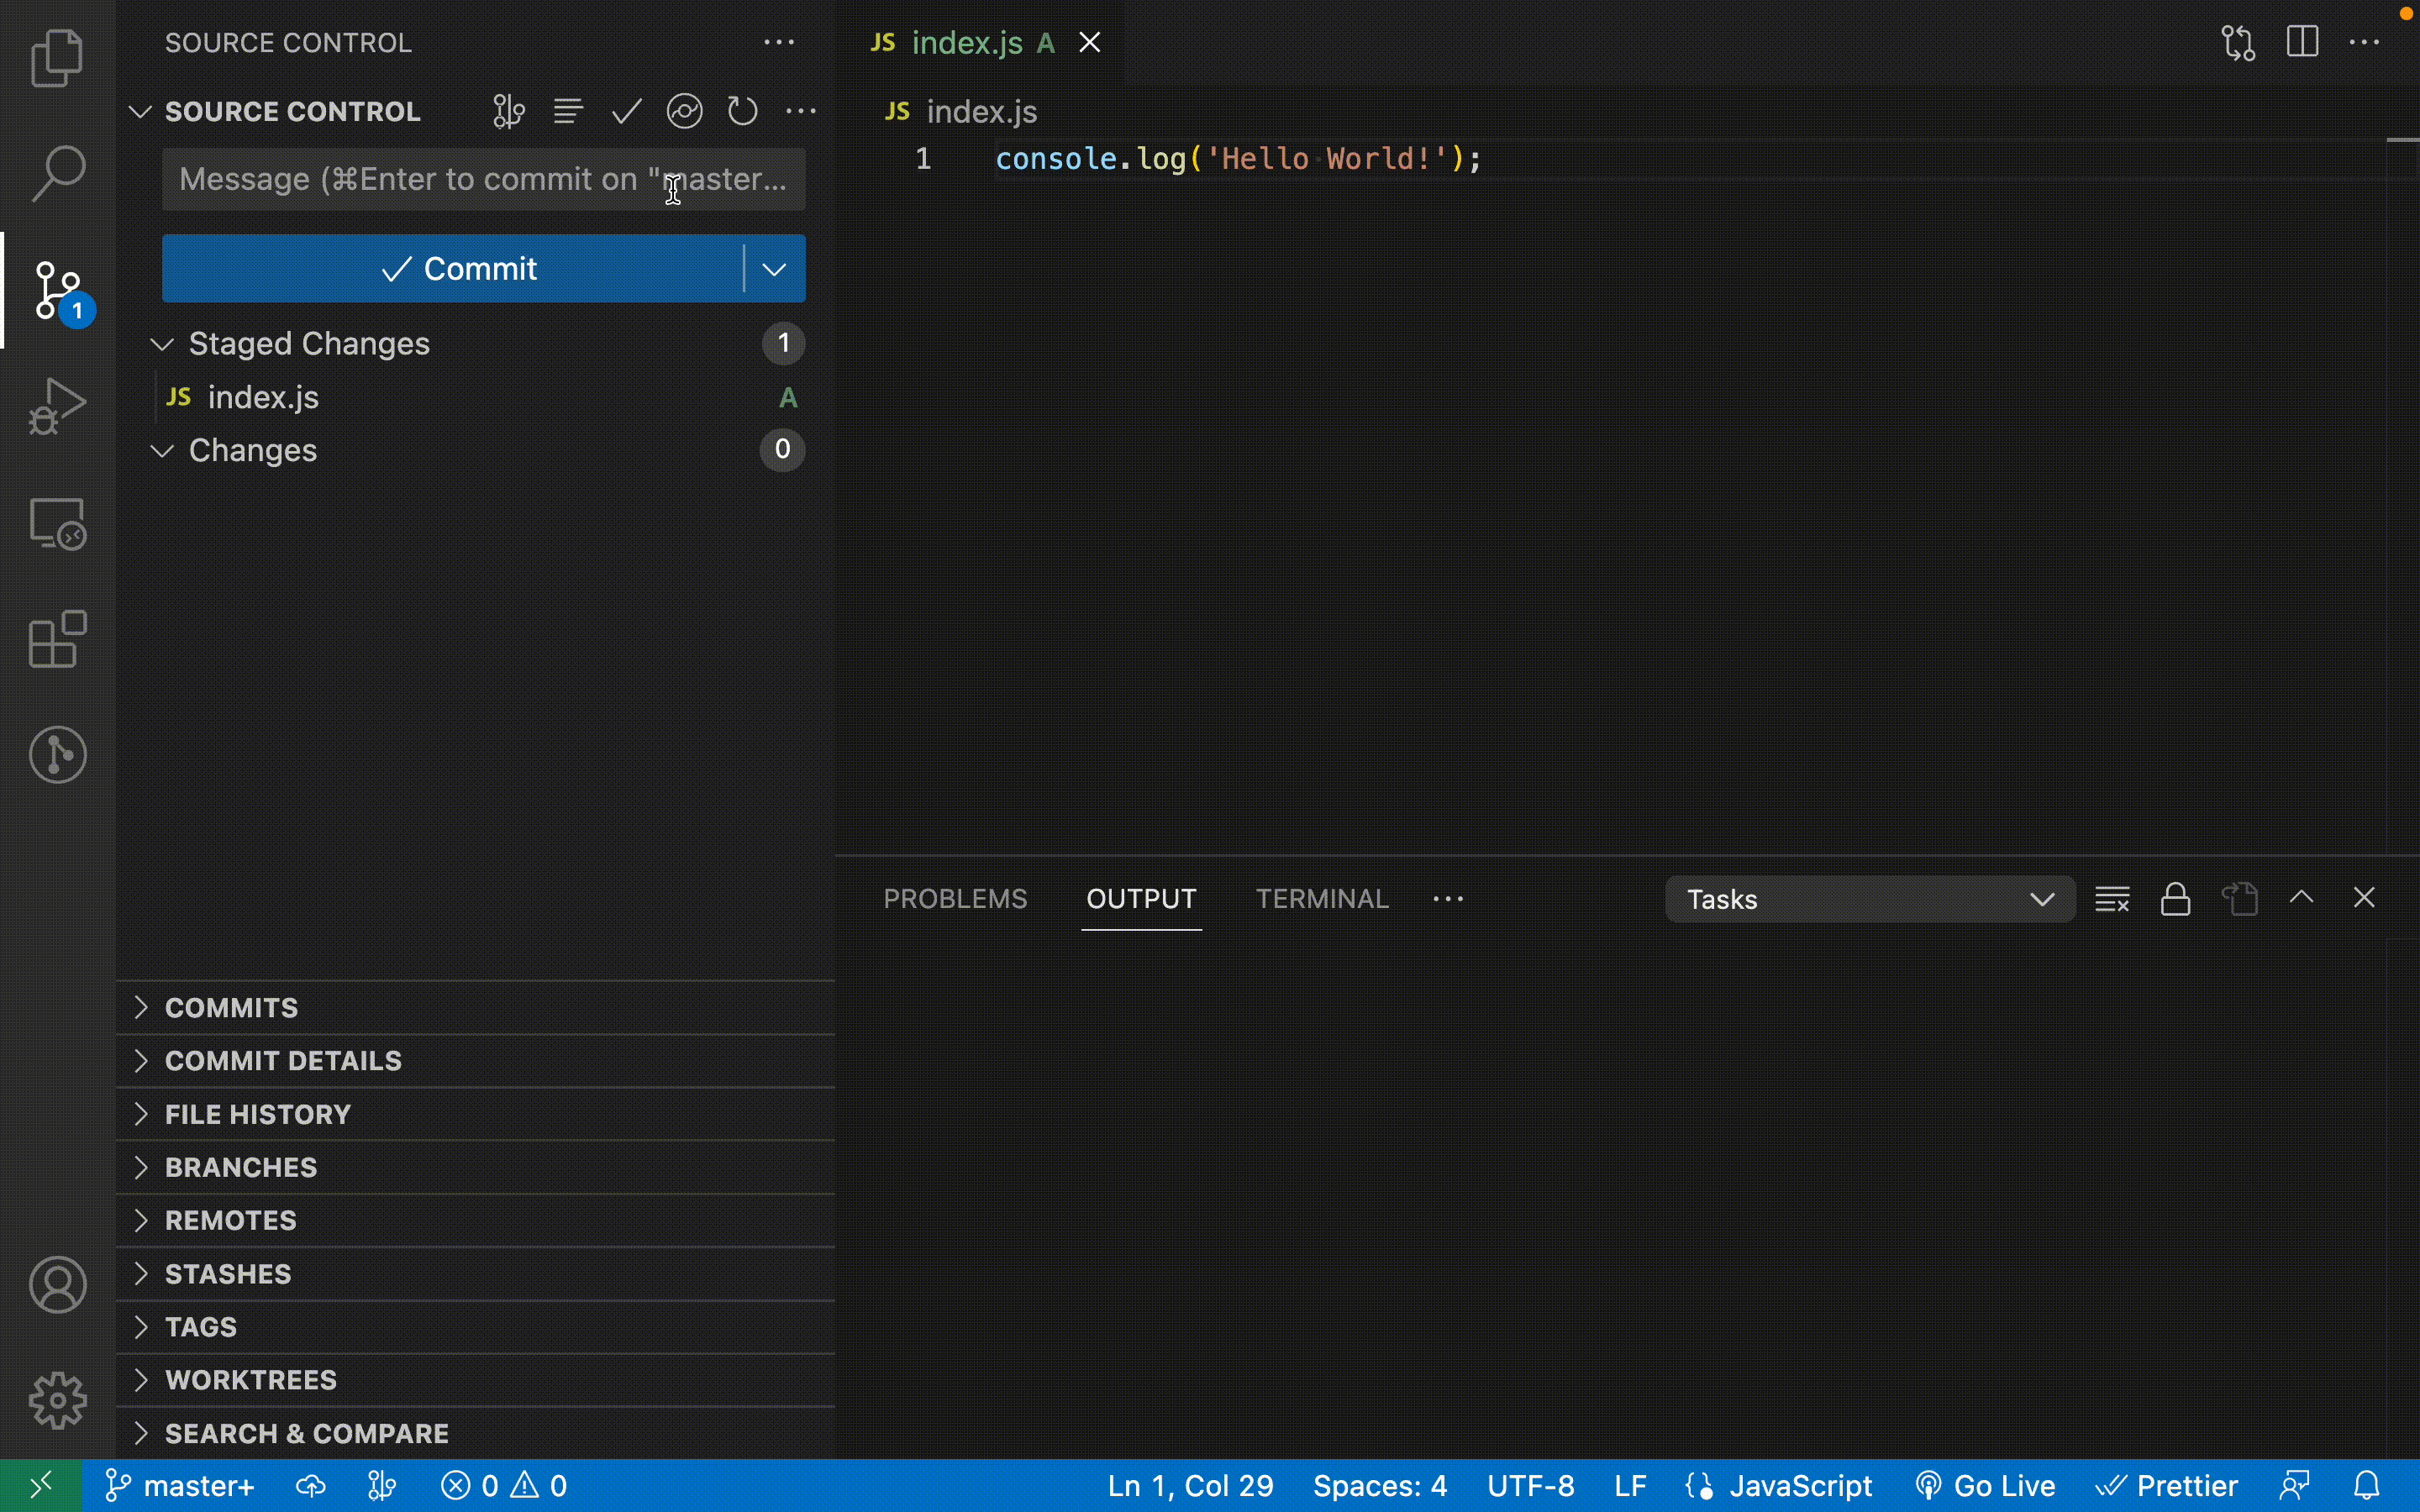 SOURCE CONTROL
SOURCE CONTROL
Message (⌘Enter to commit on "master...
Commit
Staged Changes 1
JS index.js A
Changes 0
1
COMMITS
COMMIT DETAILS
FILE HISTORY
BRANCHES
REMOTES
STASHES
TAGS
WORKTREES
SEARCH & COMPARE
JS index.js A
JS index.js
1 console.log('Hello World!');
PROBLEMS OUTPUT TERMINAL Tasks
master+ 0 0 Ln 1, Col 29 Spaces: 4 UTF-8 LF JavaScript Go Live Prettier